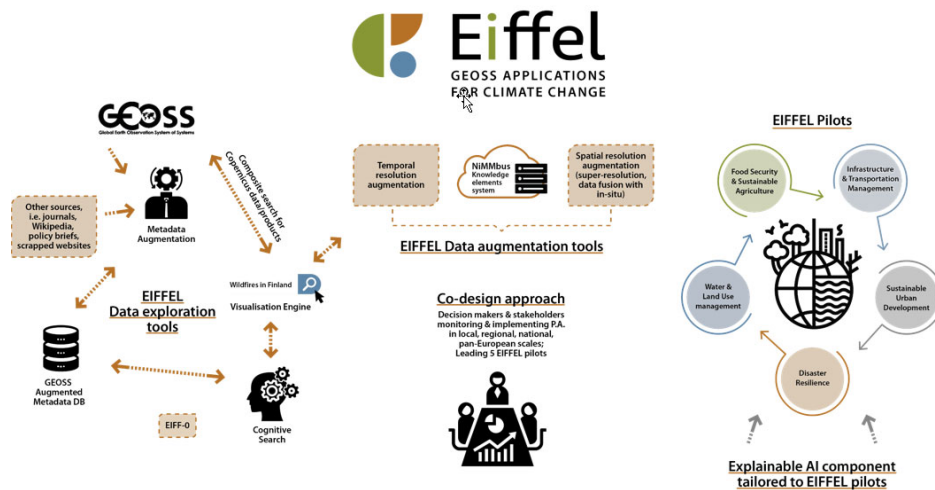 Eiffel
GEOSS APPLICATIONS
FOR CLIMATE CHANGE
GEOSS
Global Earth Observation System of Systems
Composite search for
Copernicus data/products
Metadata
Augmentation
Other sources,
i.e. journals,
Wikipedia,
policy briefs,
scrapped websites
EIFFEL
Data exploration
tools
Wildfires in Finland
Visualisation Engine
GEOSS
Augmented
Metadata DB
EIFF-0
Cognitive
Search
Temporal
resolution
augmentation
NiMMbus
Knowledge
elements
system
Spatial resolution
augmentation
(super-resolution,
data fusion with
in-situ)
EIFFEL Data augmentation tools
Co-design approach
Decision makers & stakeholders
monitoring & implementing P.A.
in local, regional, national,
pan-European scales;
Leading 5 EIFFEL pilots
EIFFEL Pilots
Food Security
& Sustainable
Agriculture
Infrastructure
& Transportation
Management
Water &
Land Use
management
Sustainable
Urban
Development
Disaster
Resilience
Explainable AI component
tailored to EIFFEL pilots